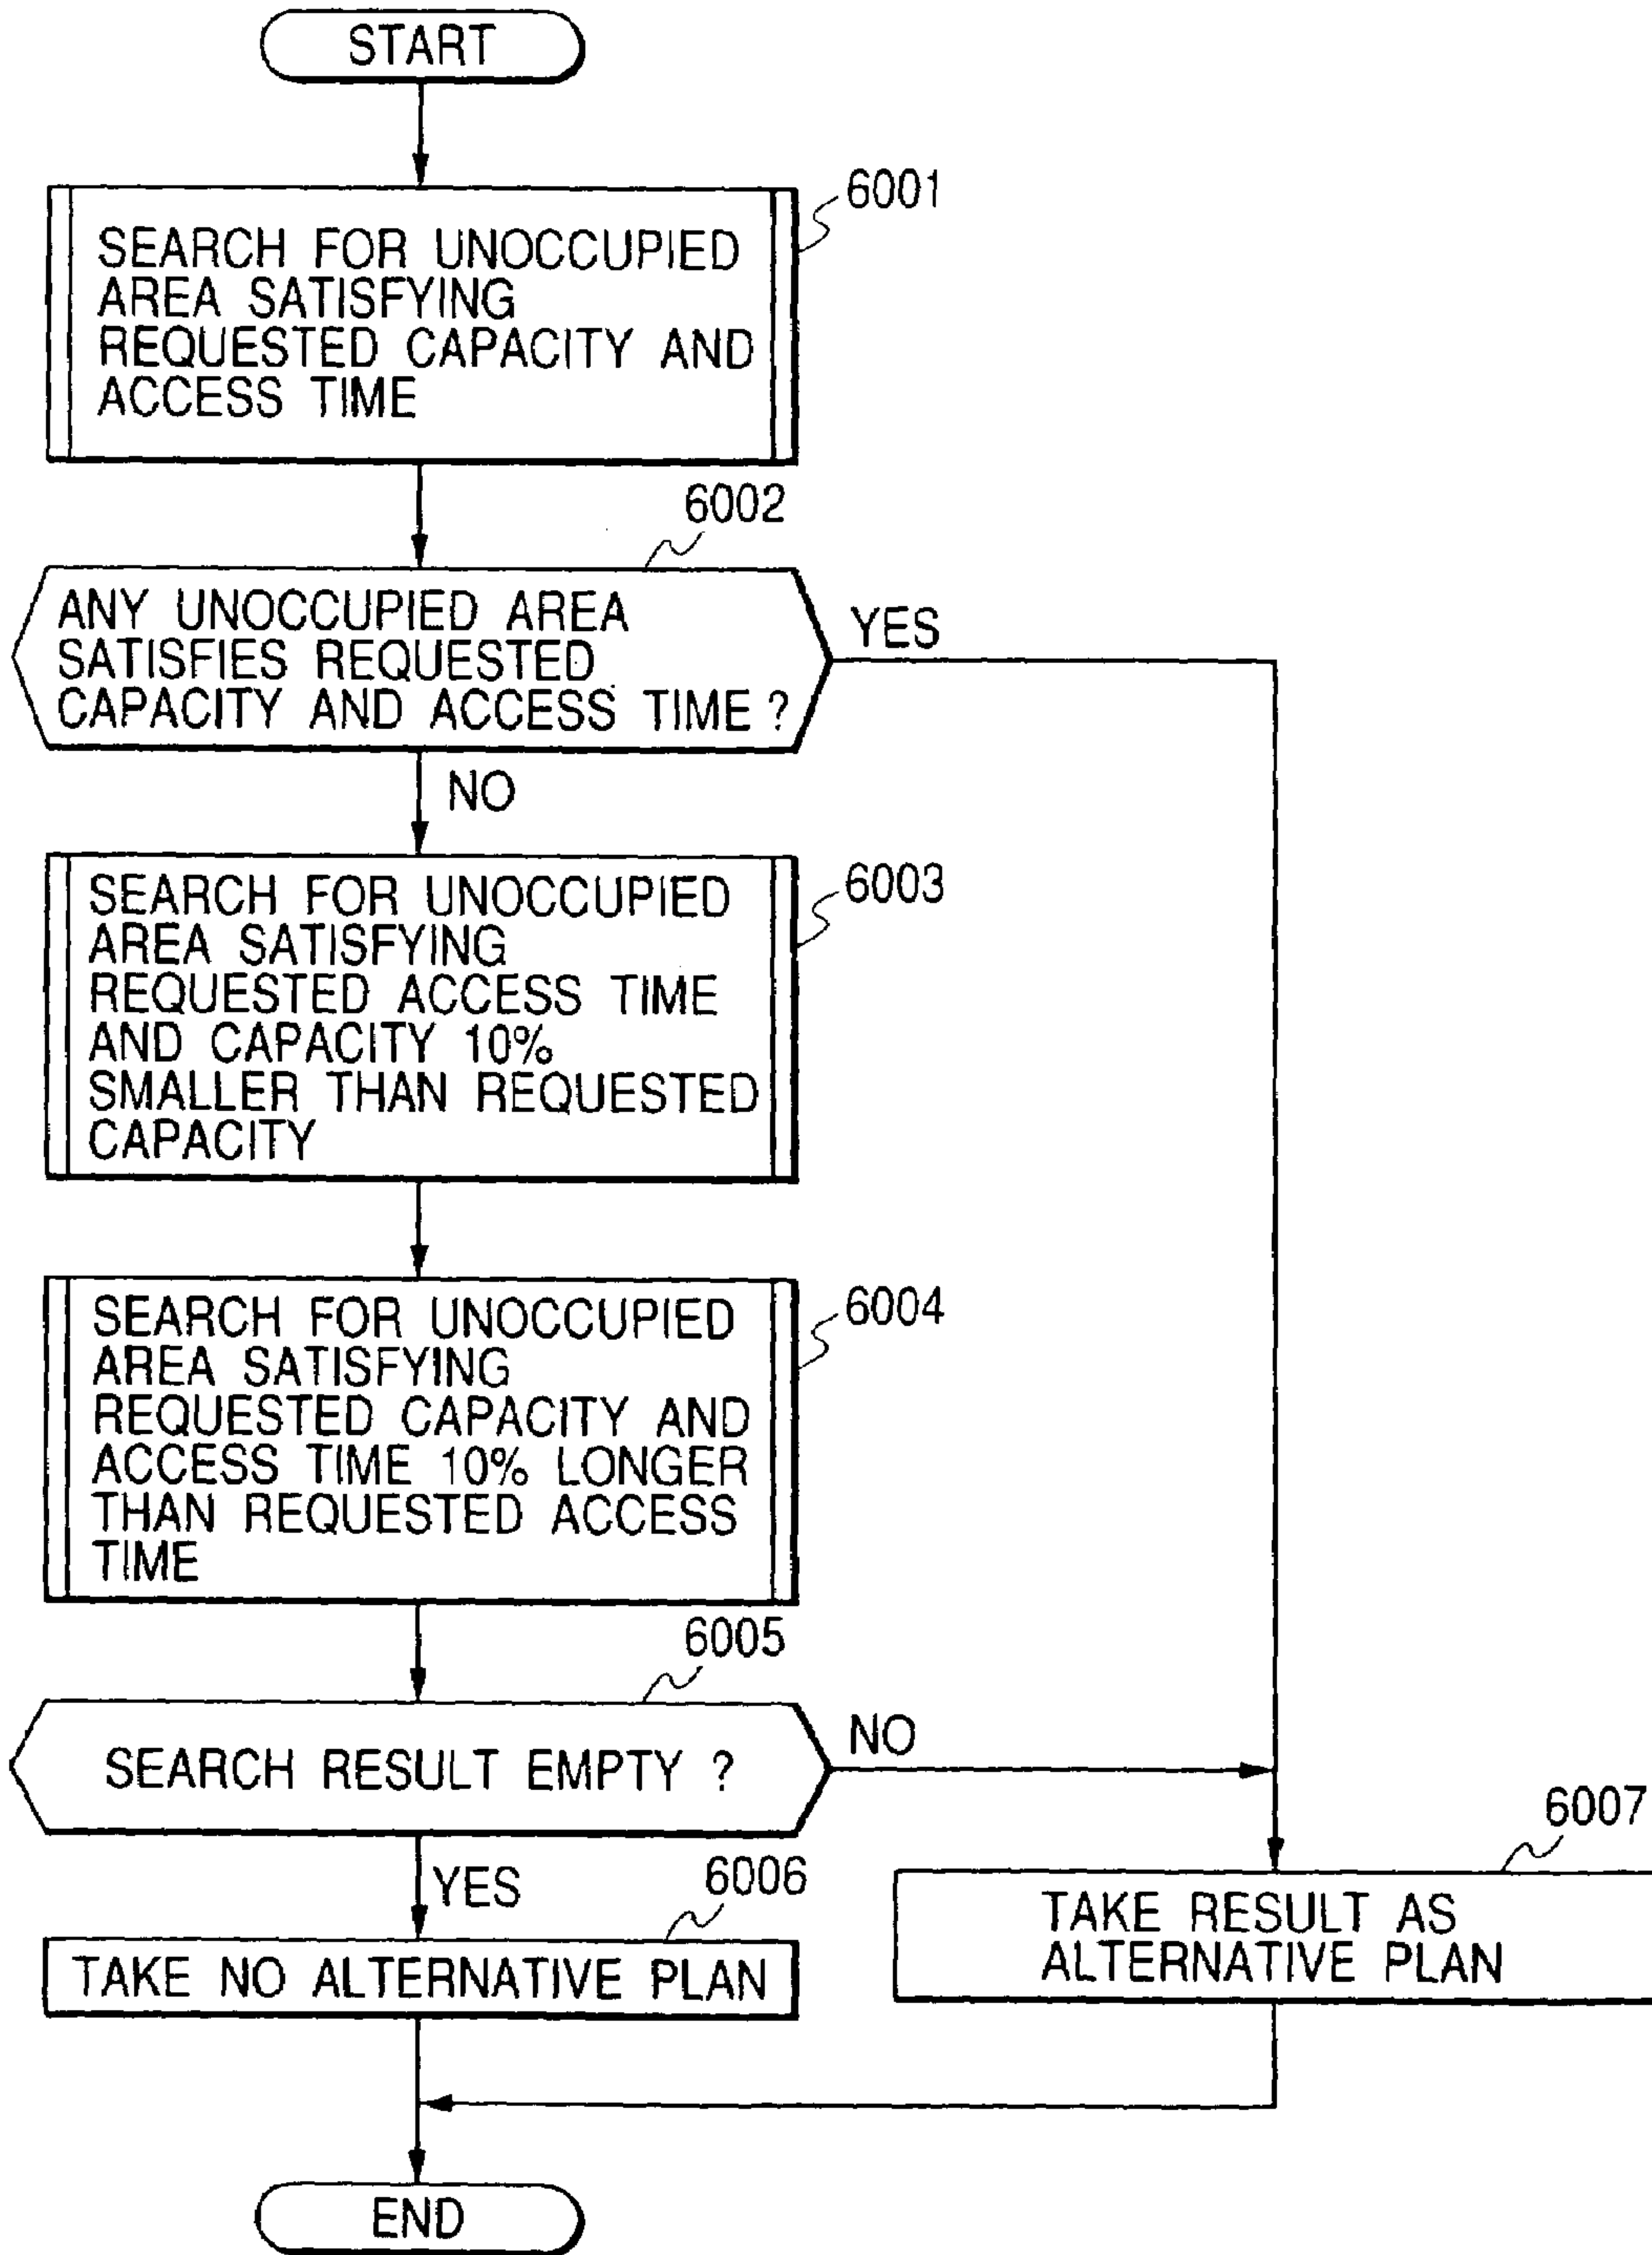 START
6001
SEARCH FOR UNOCCUPIED
AREA SATISFYING
REQUESTED CAPACITY AND
ACCESS TIME
6002
ANY UNOCCUPIED AREA
SATISFIES REQUESTED
CAPACITY AND ACCESS TIME ?
YES
NO
6003
SEARCH FOR UNOCCUPIED
AREA SATISFYING
REQUESTED ACCESS TIME
AND CAPACITY 10%
SMALLER THAN REQUESTED
CAPACITY
6004
SEARCH FOR UNOCCUPIED
AREA SATISFYING
REQUESTED CAPACITY AND
ACCESS TIME 10% LONGER
THAN REQUESTED ACCESS
TIME
6005
SEARCH RESULT EMPTY ?
NO
YES
6006
TAKE NO ALTERNATIVE PLAN
6007
TAKE RESULT AS
ALTERNATIVE PLAN
END